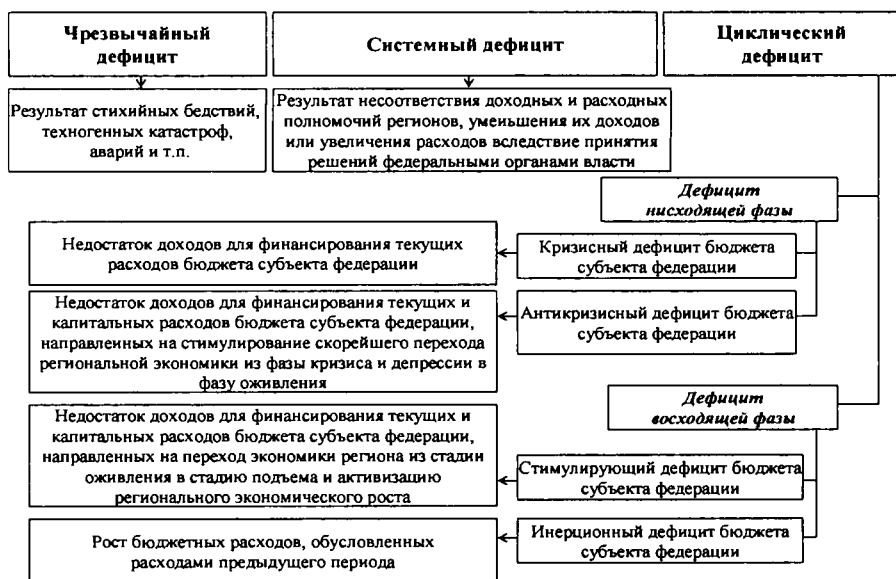 Чрезвычайный
дефицит
Системный дефицит
Циклический
дефицит
Результат стихийных бедствий,
техногенных катастроф,
аварий и т.п.
Результат несоответствия доходных и расходных
полномочий регионов, уменьшения их доходов
или увеличения расходов вследствие принятия
решений федеральными органами власти
Дефицит
нисходящей фазы
Недостаток доходов для финансирования текущих
расходов бюджета субъекта федерации
Кризисный дефицит бюджета
субъекта федерации
Недостаток доходов для финансирования текущих и
капитальных расходов бюджета субъекта федерации,
направленных на стимулирование скорейшего перехода
региональной экономики из фазы кризиса и депрессии в
фазу оживления
Антикризисный дефицит бюджета
субъекта федерации
Дефицит
восходящей фазы
Недостаток доходов для финансирования текущих и
капитальных расходов бюджета субъекта федерации,
направленных на переход экономики региона из стадии
оживления в стадию подъема и активизацию
регионального экономического роста
Стимулирующий дефицит бюджета
субъекта федерации
Рост бюджетных расходов, обусловленных
расходами предыдущего периода
Инерционный дефицит бюджета
субъекта федерации